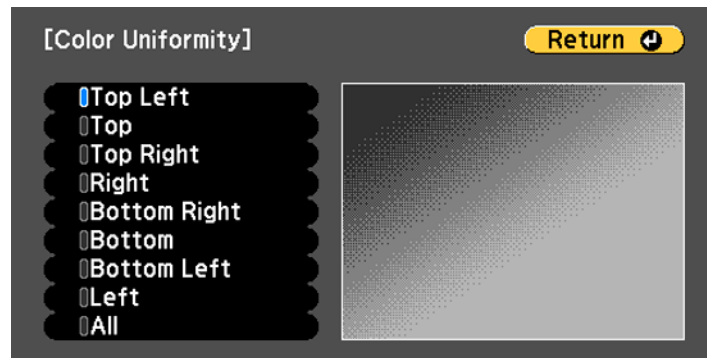 [Color Uniformity]
Return
Top Left
Top
Top Right
Right
Bottom Right
Bottom
Bottom Left
Left
All